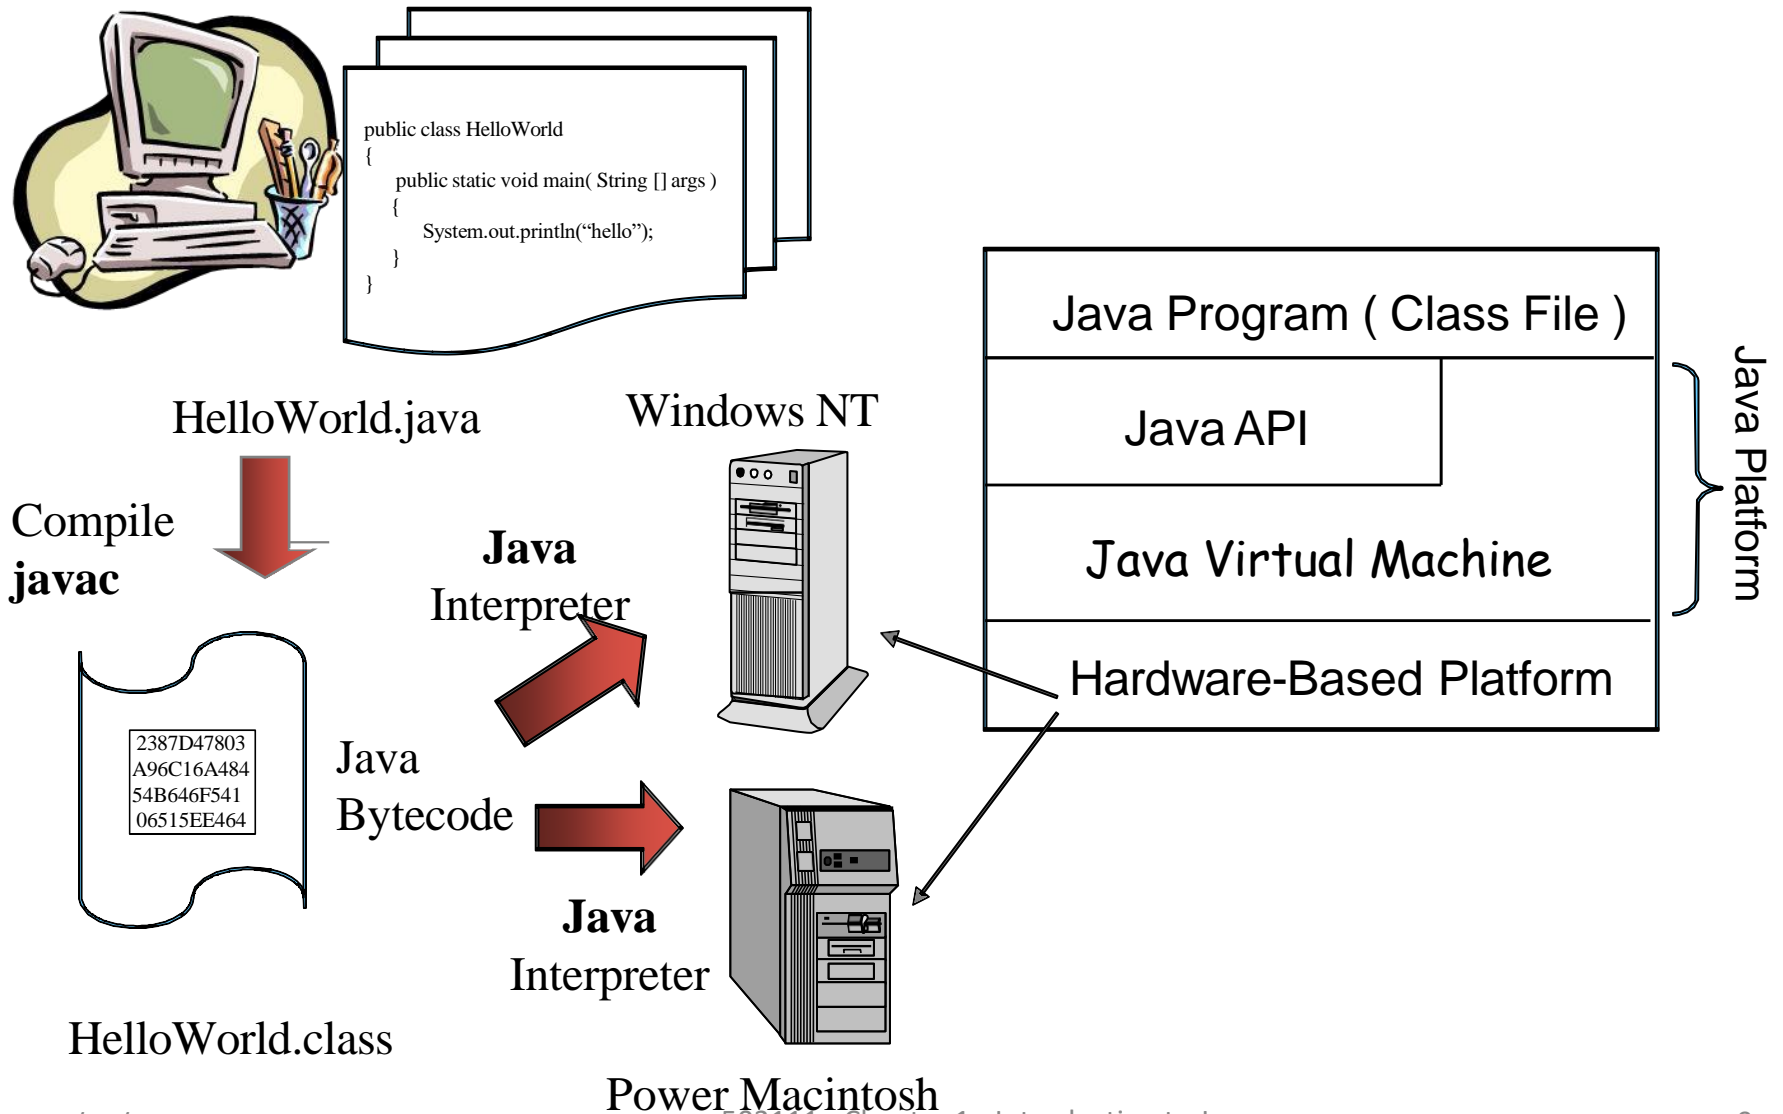 public class HelloWorld
{
public static void main( String [] args )
{
System.out.println(“hello”);
}
}
HelloWorld.java
Compile
javac
2387D47803
A96C16A484
54B646F541
06515EE464
Java
Bytecode
HelloWorld.class
Java
Interpreter
Windows NT
Java
Interpreter
Power Macintosh
Java Program ( Class File )
Java API
Java Virtual Machine
Hardware-Based Platform
Java Platform